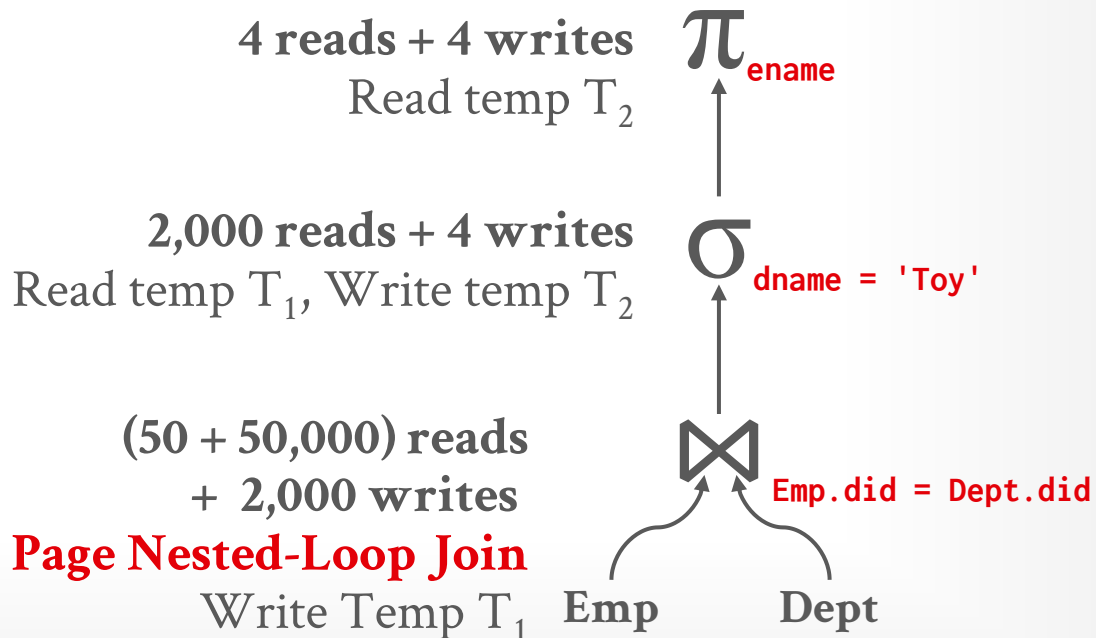 4 reads + 4 writes
π ename
Read temp T₂
2,000 reads + 4 writes
σ dname = 'Toy'
Read temp T₁, Write temp T₂
(50 + 50,000) reads
+ 2,000 writes
⋈ Emp.did = Dept.did
Page Nested-Loop Join
Write Temp T₁
Emp
Dept